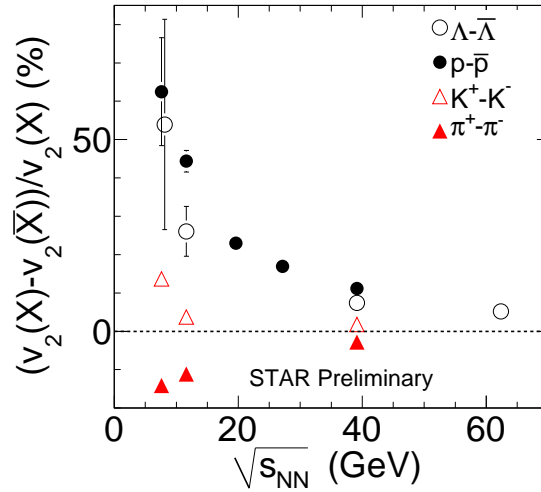 Λ-Λ̅
p-p̅
K⁺-K⁻
π⁺-π⁻
(v₂(X)-v₂(X̅))/v₂(X) (%)
50
0
STAR Preliminary
0 20 40 60
√sNN (GeV)